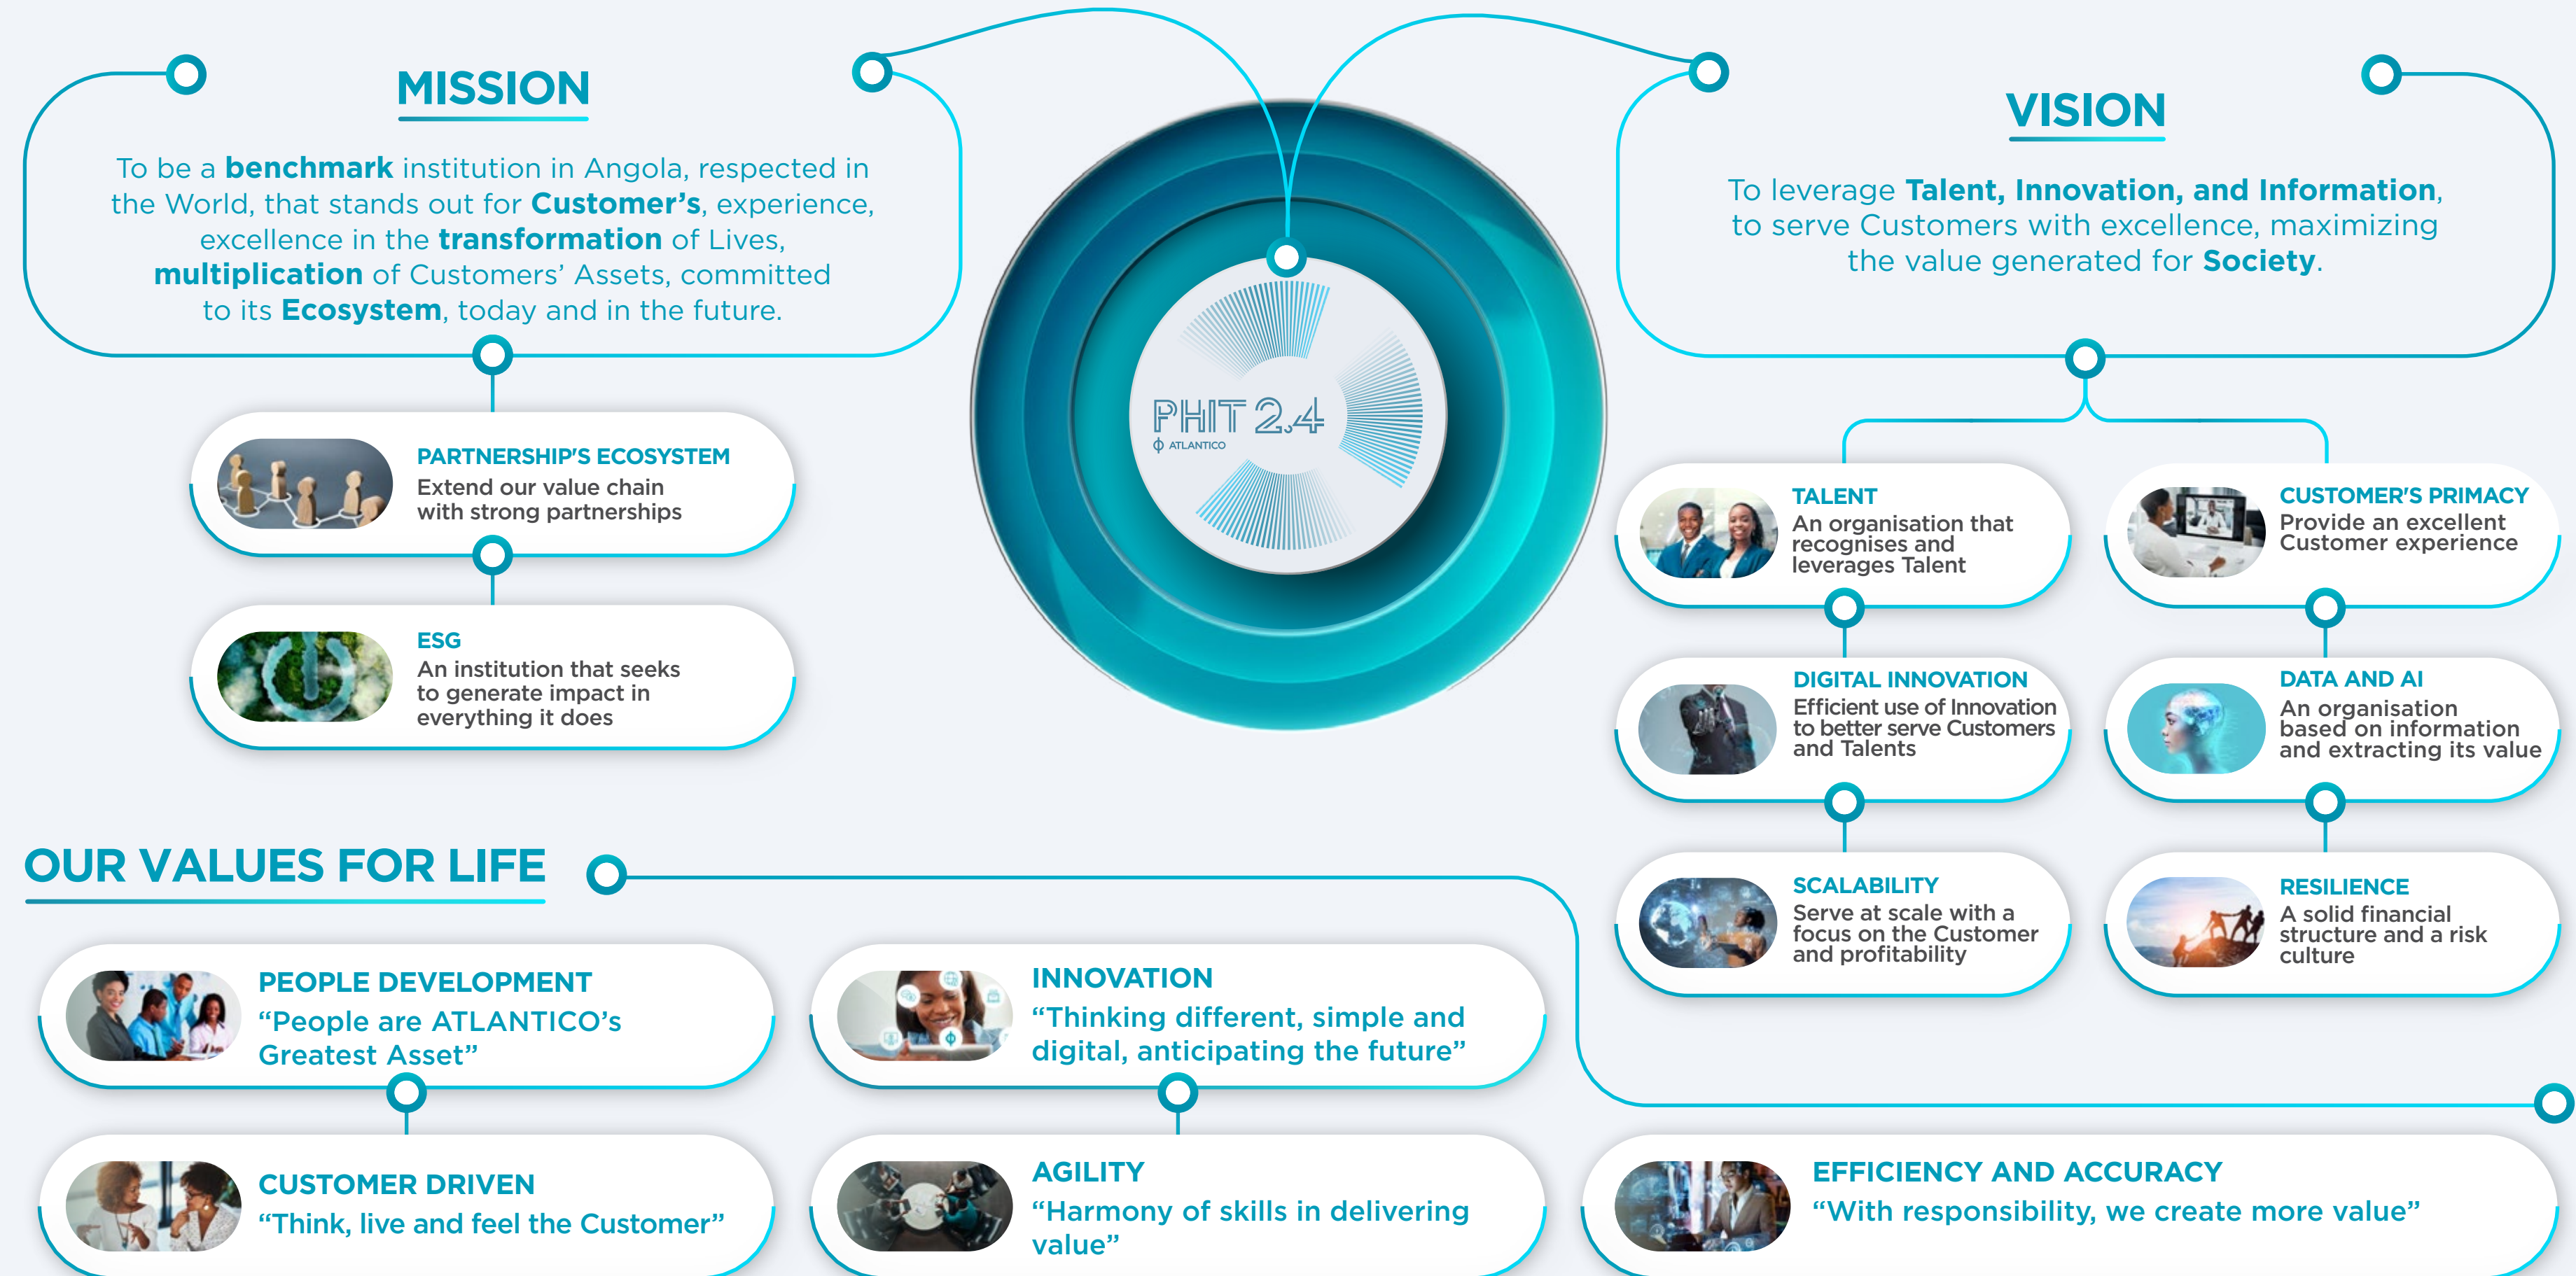 MISSION
To be a benchmark institution in Angola, respected in
the World, that stands out for Customer’s, experience,
excellence in the transformation of Lives,
multiplication of Customers’ Assets, committed
to its Ecosystem, today and in the future.
PARTNERSHIP'S ECOSYSTEM
Extend our value chain
with strong partnerships
ESG
An institution that seeks
to generate impact in
everything it does
PHIT 2.4
ATLANTICO
VISION
To leverage Talent, Innovation, and Information,
to serve Customers with excellence, maximizing
the value generated for Society.
TALENT
An organisation that
recognises and
leverages Talent
CUSTOMER'S PRIMACY
Provide an excellent
Customer experience
DIGITAL INNOVATION
Efficient use of Innovation
to better serve Customers
and Talents
DATA AND AI
An organisation
based on information
and extracting its value
SCALABILITY
Serve at scale with a
focus on the Customer
and profitability
RESILIENCE
A solid financial
structure and a risk
culture
OUR VALUES FOR LIFE
PEOPLE DEVELOPMENT
“People are ATLANTICO’s
Greatest Asset”
INNOVATION
“Thinking different, simple and
digital, anticipating the future”
CUSTOMER DRIVEN
“Think, live and feel the Customer”
AGILITY
“Harmony of skills in delivering
value”
EFFICIENCY AND ACCURACY
“With responsibility, we create more value”